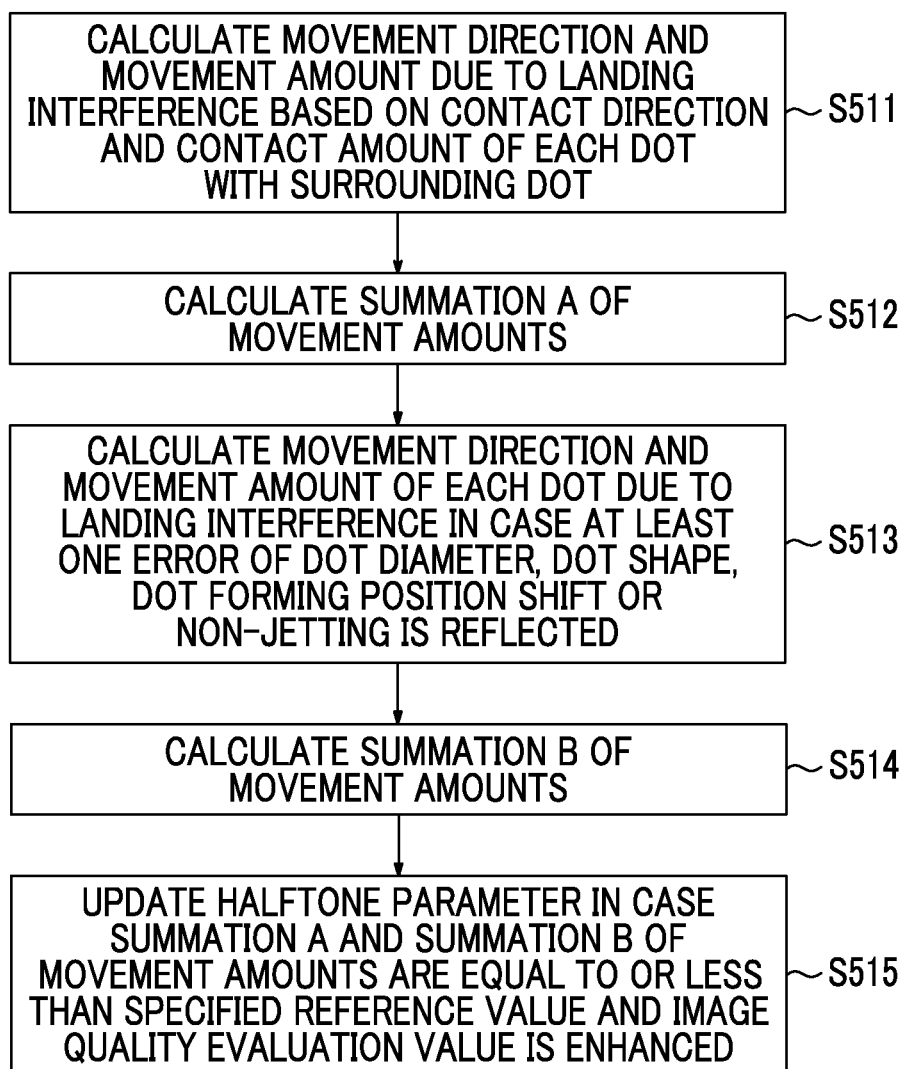 CALCULATE MOVEMENT DIRECTION AND
MOVEMENT AMOUNT DUE TO LANDING
INTERFERENCE BASED ON CONTACT DIRECTION
AND CONTACT AMOUNT OF EACH DOT
WITH SURROUNDING DOT
S511
CALCULATE SUMMATION A OF
MOVEMENT AMOUNTS
S512
CALCULATE MOVEMENT DIRECTION AND
MOVEMENT AMOUNT OF EACH DOT DUE TO
LANDING INTERFERENCE IN CASE AT LEAST
ONE ERROR OF DOT DIAMETER, DOT SHAPE,
DOT FORMING POSITION SHIFT OR
NON-JETTING IS REFLECTED
S513
CALCULATE SUMMATION B OF
MOVEMENT AMOUNTS
S514
UPDATE HALFTONE PARAMETER IN CASE
SUMMATION A AND SUMMATION B OF
MOVEMENT AMOUNTS ARE EQUAL TO OR LESS
THAN SPECIFIED REFERENCE VALUE AND IMAGE
QUALITY EVALUATION VALUE IS ENHANCED
S515